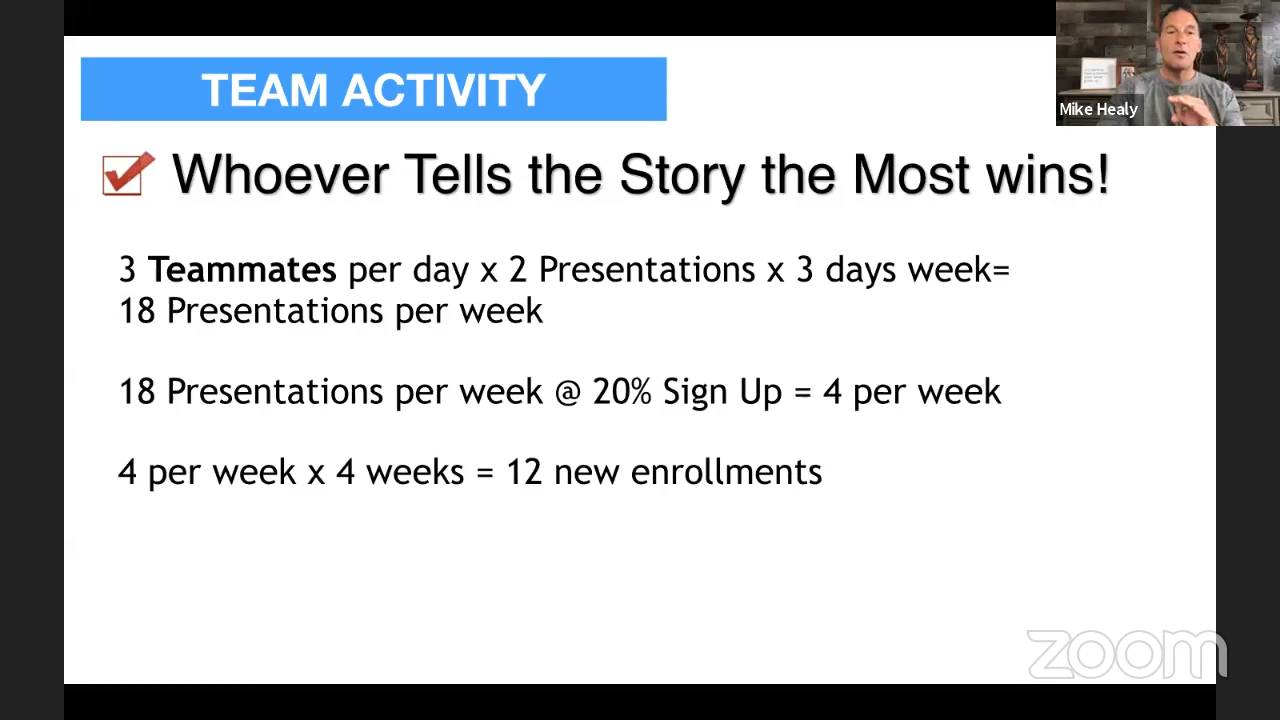 TEAM ACTIVITY
Whoever Tells the Story the Most wins!
3 Teammates per day x 2 Presentations x 3 days week=
18 Presentations per week
18 Presentations per week @ 20% Sign Up = 4 per week
4 per week x 4 weeks = 12 new enrollments
Mike Healy
zoom